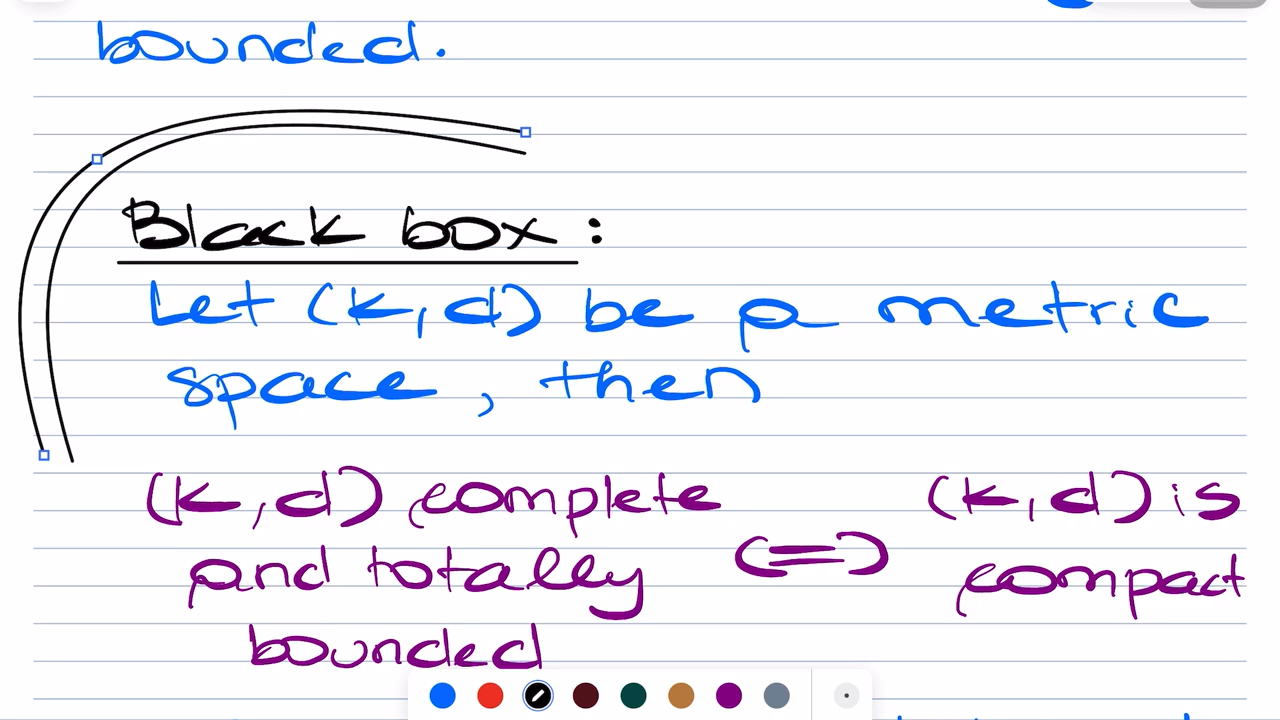 bounded.
Black box :
Let (k,d) be a metric
space, then
(k,d) complete (k,d) is
and totally <=> compact
bounded